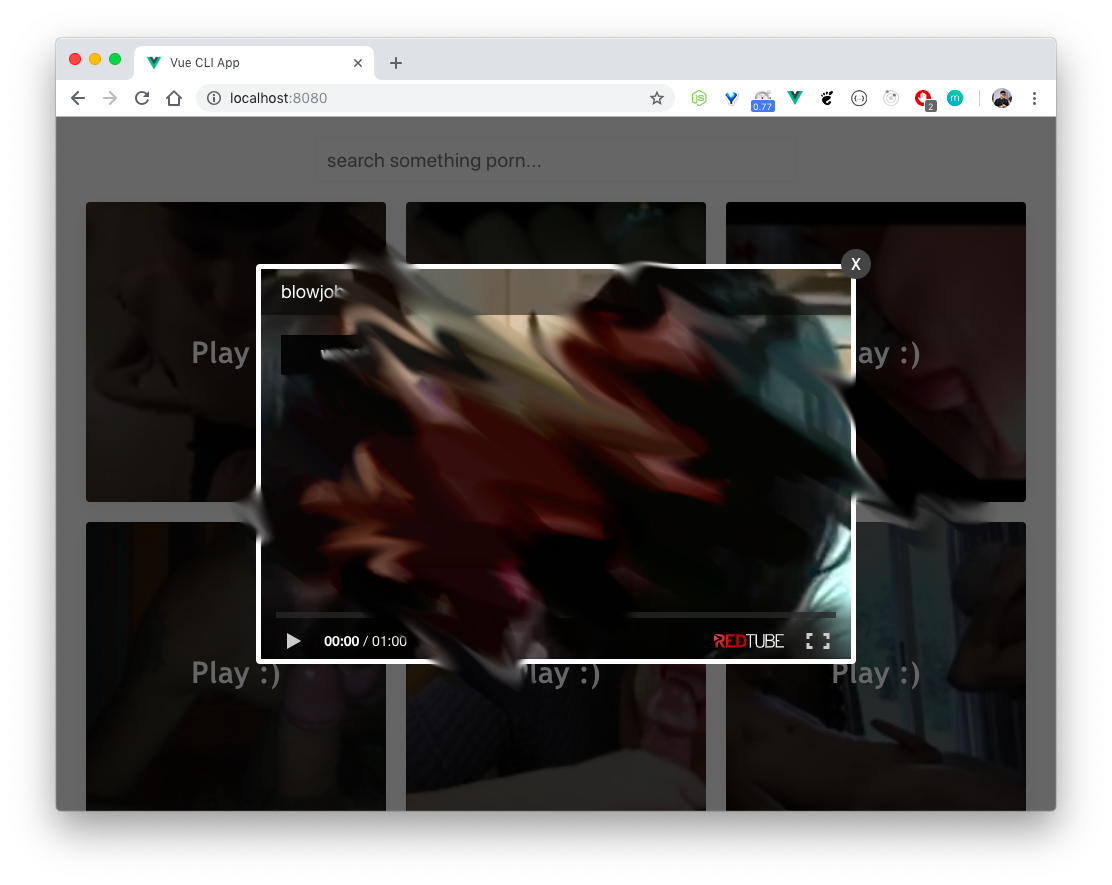 Vue CLI App
localhost:8080
0.77
2
m
search something porn...
X
blowjob
Play
ay :)
00:00 / 01:00
REDTUBE
Play :)
lay :)
Play :)